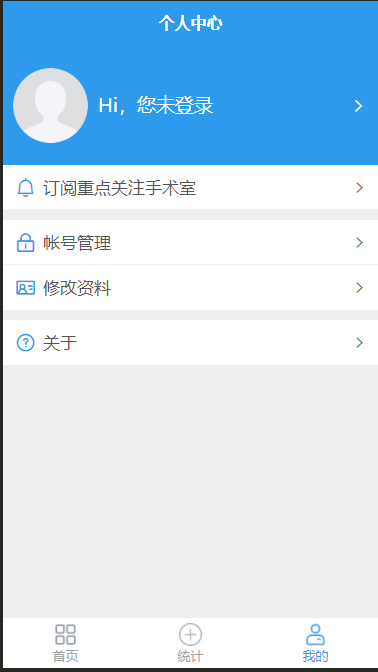 个人中心
Hi，您未登录
订阅重点关注手术室
帐号管理
修改资料
关于
首页
统计
我的